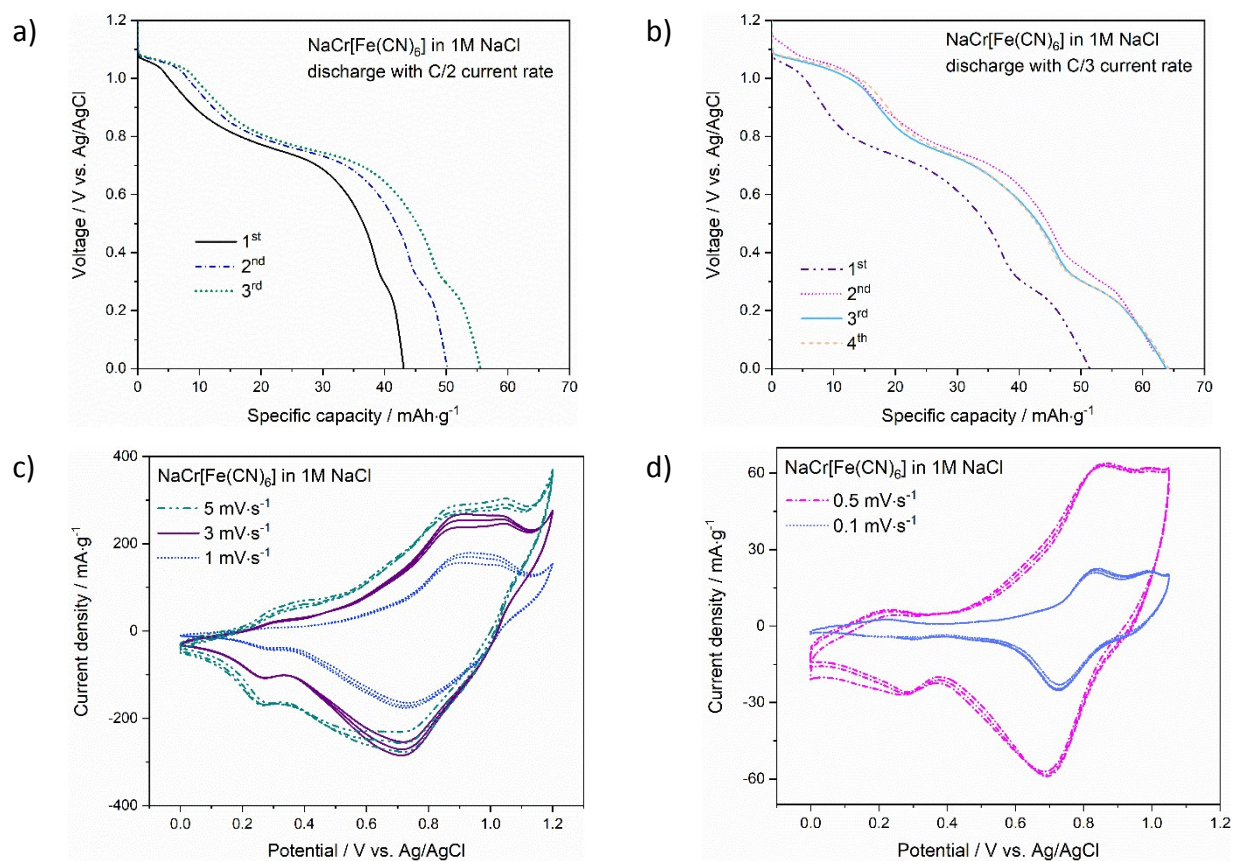 a)
NaCr[Fe(CN)₆] in 1M NaCl
discharge with C/2 current rate
Voltage / V vs. Ag/AgCl
1.2
1.0
0.8
0.6
0.4
0.2
0.0
1ˢᵗ
2ⁿᵈ
3ʳᵈ
0 10 20 30 40 50 60 70
Specific capacity / mAh·g⁻¹
b)
NaCr[Fe(CN)₆] in 1M NaCl
discharge with C/3 current rate
Voltage / V vs. Ag/AgCl
1.2
1.0
0.8
0.6
0.4
0.2
0.0
1ˢᵗ
2ⁿᵈ
3ʳᵈ
4ᵗʰ
0 10 20 30 40 50 60 70
Specific capacity / mAh·g⁻¹
c)
NaCr[Fe(CN)₆] in 1M NaCl
5 mV·s⁻¹
3 mV·s⁻¹
1 mV·s⁻¹
Current density / mA·g⁻¹
400
200
0
-200
-400
0.0 0.2 0.4 0.6 0.8 1.0 1.2
Potential / V vs. Ag/AgCl
d)
NaCr[Fe(CN)₆] in 1M NaCl
0.5 mV·s⁻¹
0.1 mV·s⁻¹
Current density / mA·g⁻¹
60
30
0
-30
-60
0.0 0.2 0.4 0.6 0.8 1.0 1.2
Potential / V vs. Ag/AgCl